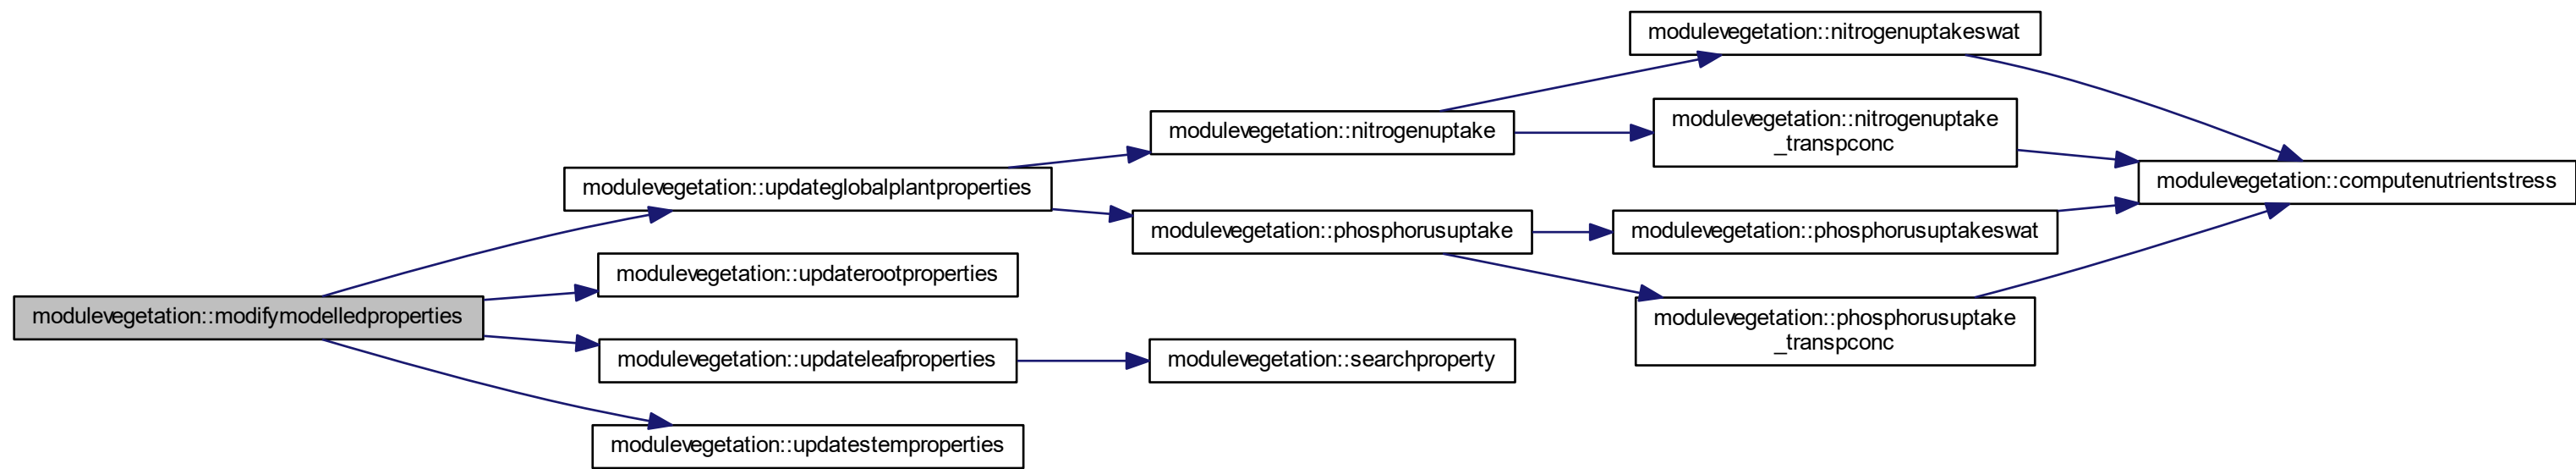 modulevegetation::modifymodelledproperties
modulevegetation::updateglobalplantproperties
modulevegetation::updaterootproperties
modulevegetation::updateleafproperties
modulevegetation::updatestemproperties
modulevegetation::nitrogenuptake
modulevegetation::phosphorusuptake
modulevegetation::searchproperty
modulevegetation::nitrogenuptakeswat
modulevegetation::nitrogenuptake
_transpconc
modulevegetation::phosphorusuptakeswat
modulevegetation::phosphorusuptake
_transpconc
modulevegetation::computenutrientstress